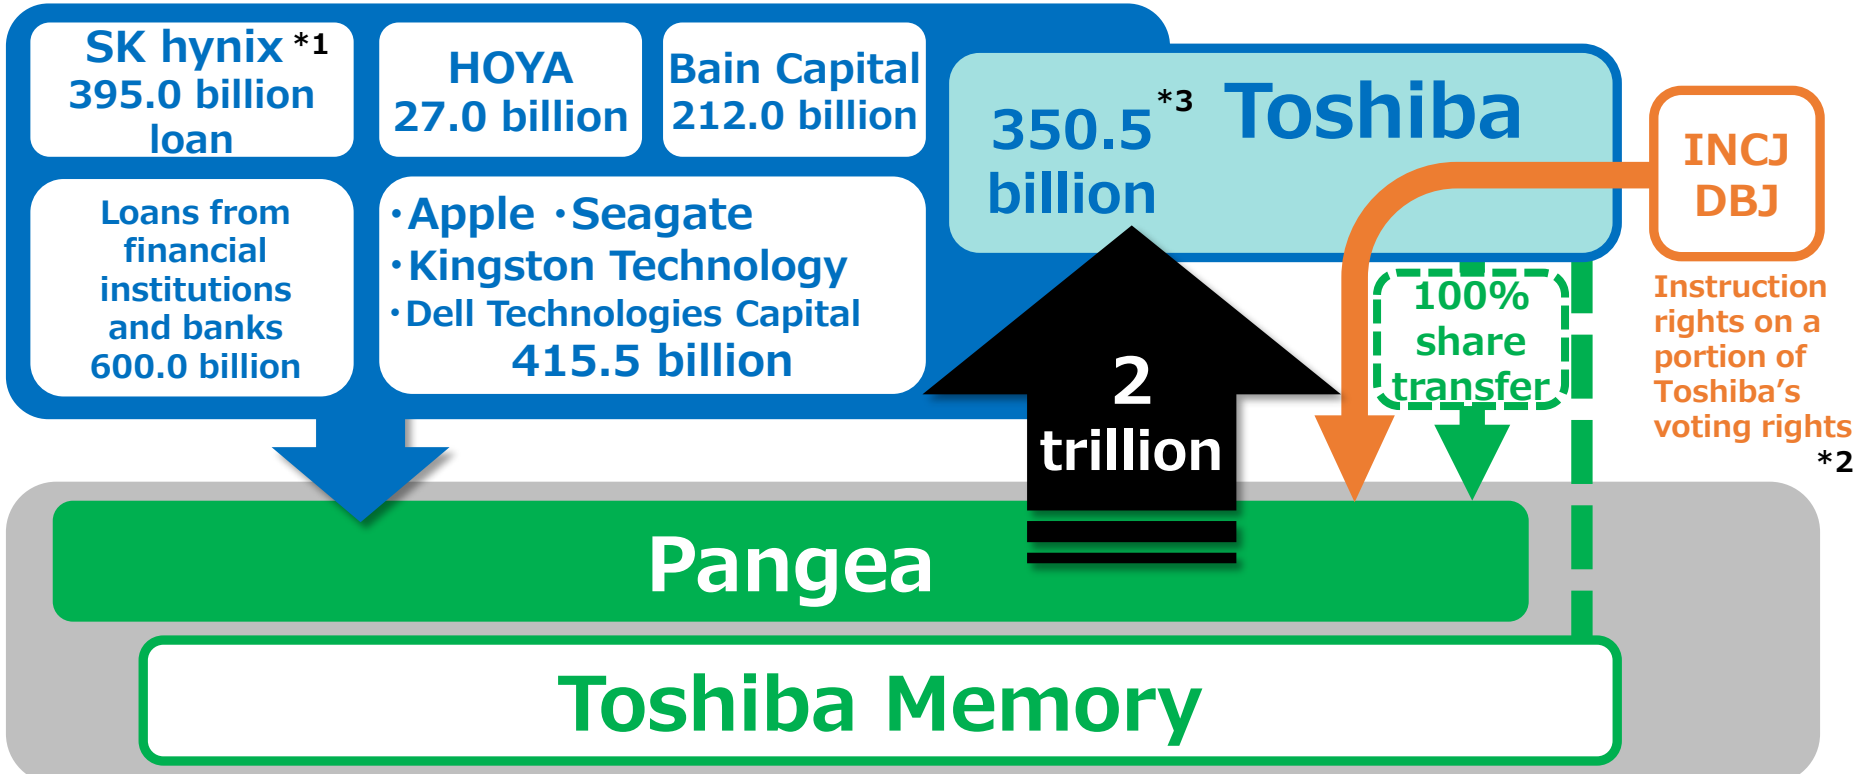 SK hynix *1
395.0 billion
loan
HOYA
27.0 billion
Bain Capital
212.0 billion
350.5 *3
billion
Toshiba
INCJ
DBJ
Loans from
financial
institutions
and banks
600.0 billion
・Apple ・Seagate
・Kingston Technology
・Dell Technologies Capital
415.5 billion
2
trillion
100%
share
transfer
Instruction
rights on a
portion of
Toshiba’s
voting rights
*2
Pangea
Toshiba Memory